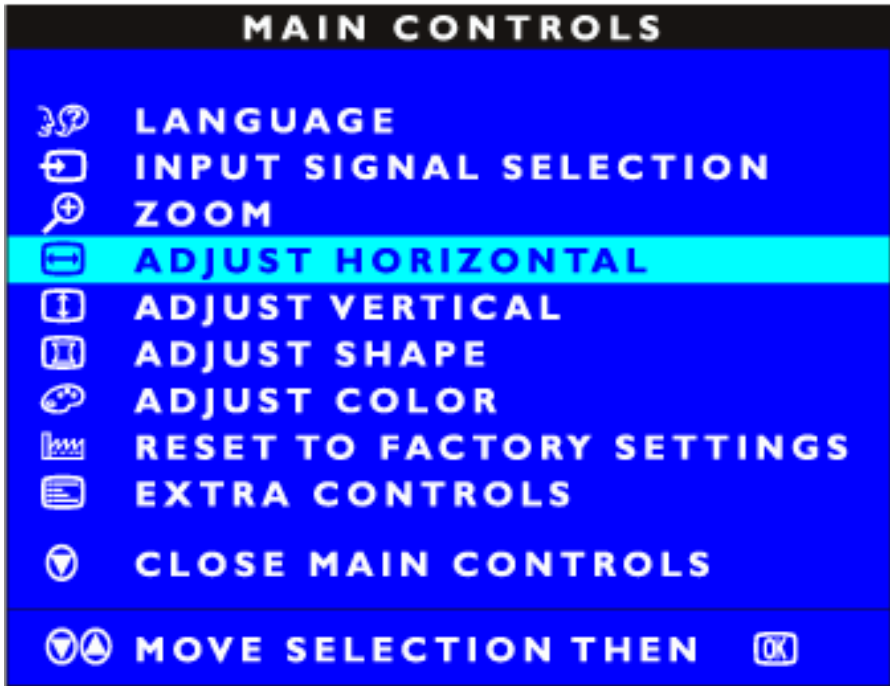 MAIN CONTROLS
LANGUAGE
INPUT SIGNAL SELECTION
ZOOM
ADJUST HORIZONTAL
ADJUST VERTICAL
ADJUST SHAPE
ADJUST COLOR
RESET TO FACTORY SETTINGS
EXTRA CONTROLS
CLOSE MAIN CONTROLS
MOVE SELECTION THEN OK